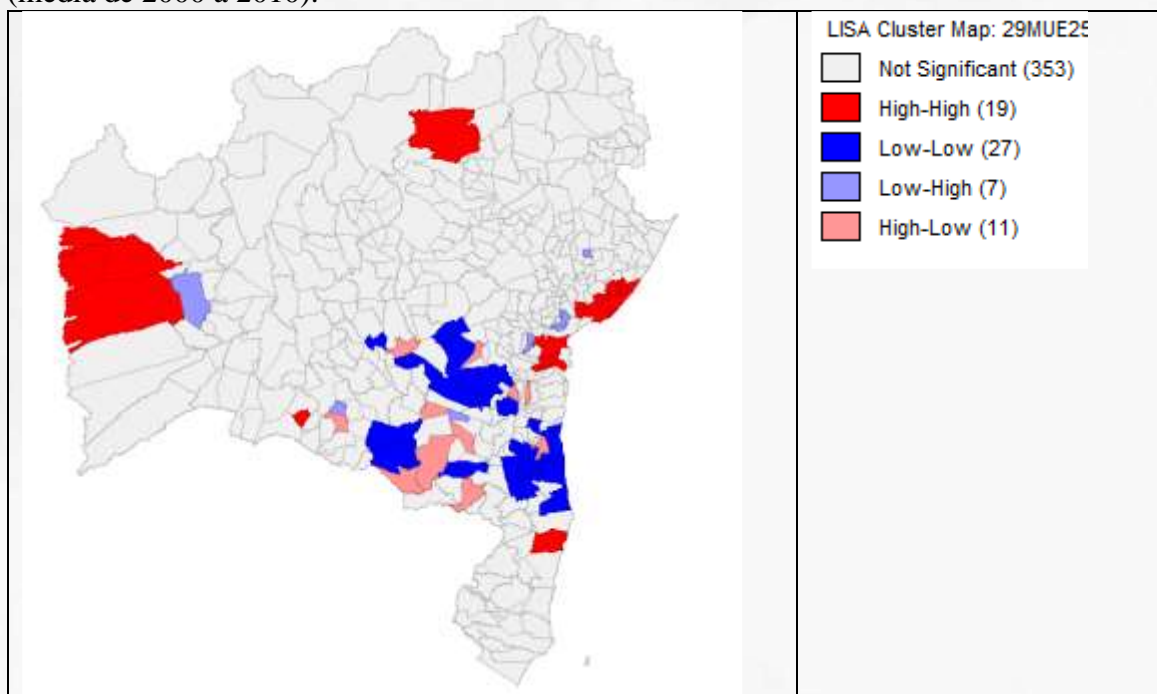 (média de 2000 a 2010).
LISA Cluster Map: 29MUE25
Not Significant (353)
High-High (19)
Low-Low (27)
Low-High (7)
High-Low (11)